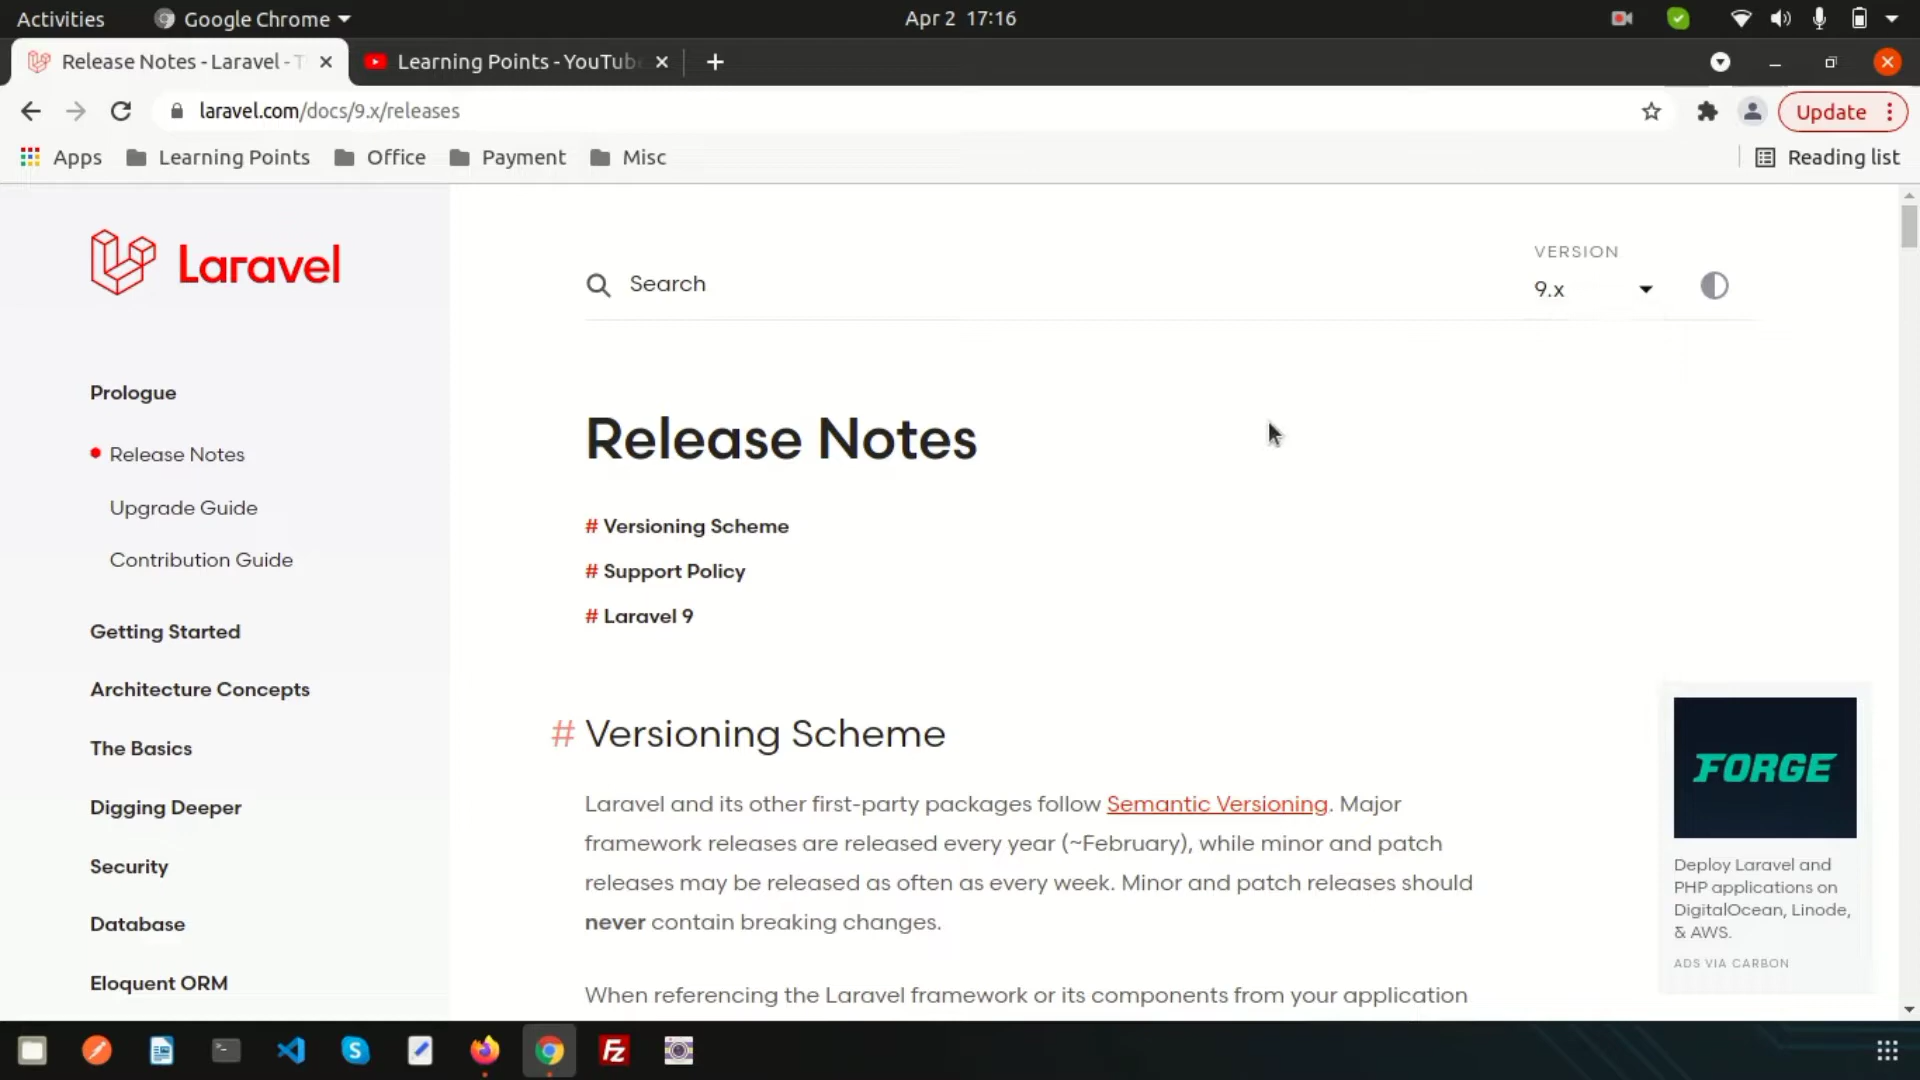 Activities
Google Chrome
Apr 2 17:16
Release Notes - Laravel - T
Learning Points - YouTub
laravel.com/docs/9.x/releases
Update
Apps
Learning Points
Office
Payment
Misc
Reading list
Laravel
Prologue
Release Notes
Upgrade Guide
Contribution Guide
Getting Started
Architecture Concepts
The Basics
Digging Deeper
Security
Database
Eloquent ORM
Search
VERSION
9.x
Release Notes
# Versioning Scheme
# Support Policy
# Laravel 9
# Versioning Scheme
Laravel and its other first-party packages follow Semantic Versioning. Major
framework releases are released every year (~February), while minor and patch
releases may be released as often as every week. Minor and patch releases should
never contain breaking changes.
When referencing the Laravel framework or its components from your application
FORGE
Deploy Laravel and
PHP applications on
DigitalOcean, Linode,
& AWS.
ADS VIA CARBON